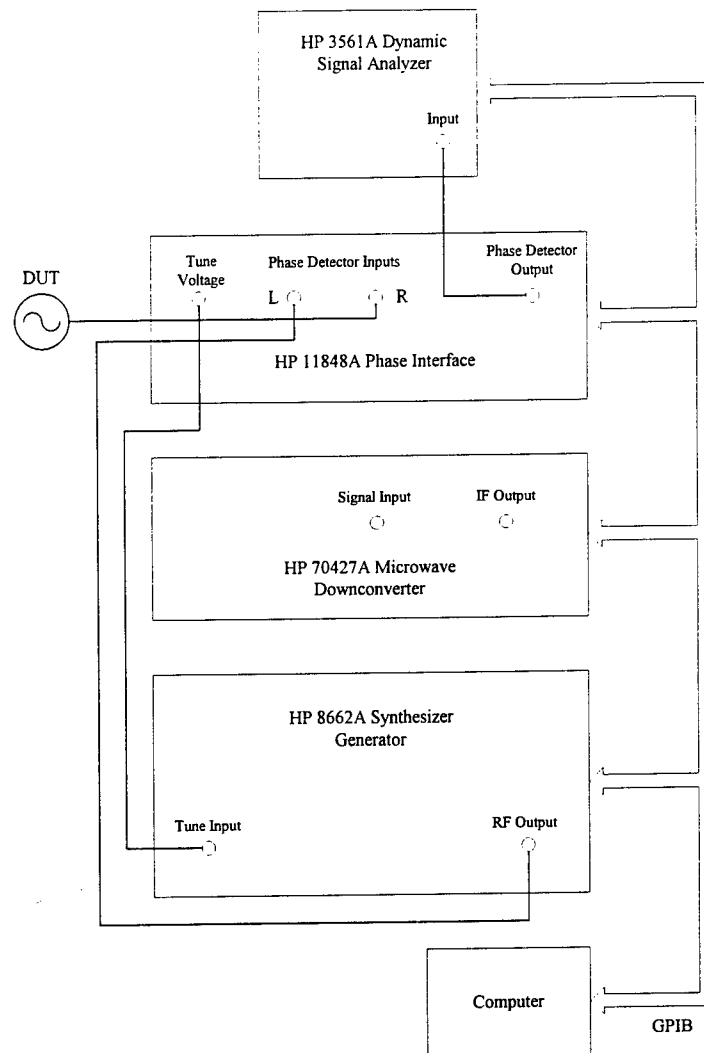 HP 3561A Dynamic
Signal Analyzer
Input
Tune
Voltage
Phase Detector Inputs
Phase Detector
Output
DUT
L
R
HP 11848A Phase Interface
Signal Input
IF Output
HP 70427A Microwave
Downconverter
HP 8662A Synthesizer
Generator
Tune Input
RF Output
Computer
GPIB